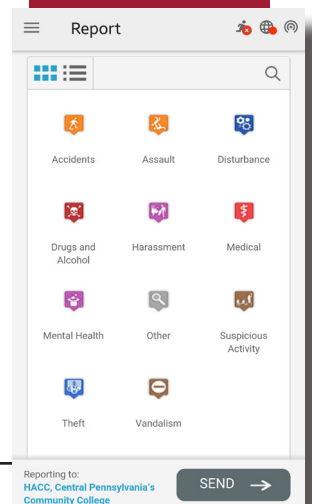 Report
Accidents
Assault
Disturbance
Drugs and
Alcohol
Harassment
Medical
Mental Health
Other
Suspicious
Activity
Theft
Vandalism
Reporting to:
HACC, Central Pennsylvania's
Community College
SEND